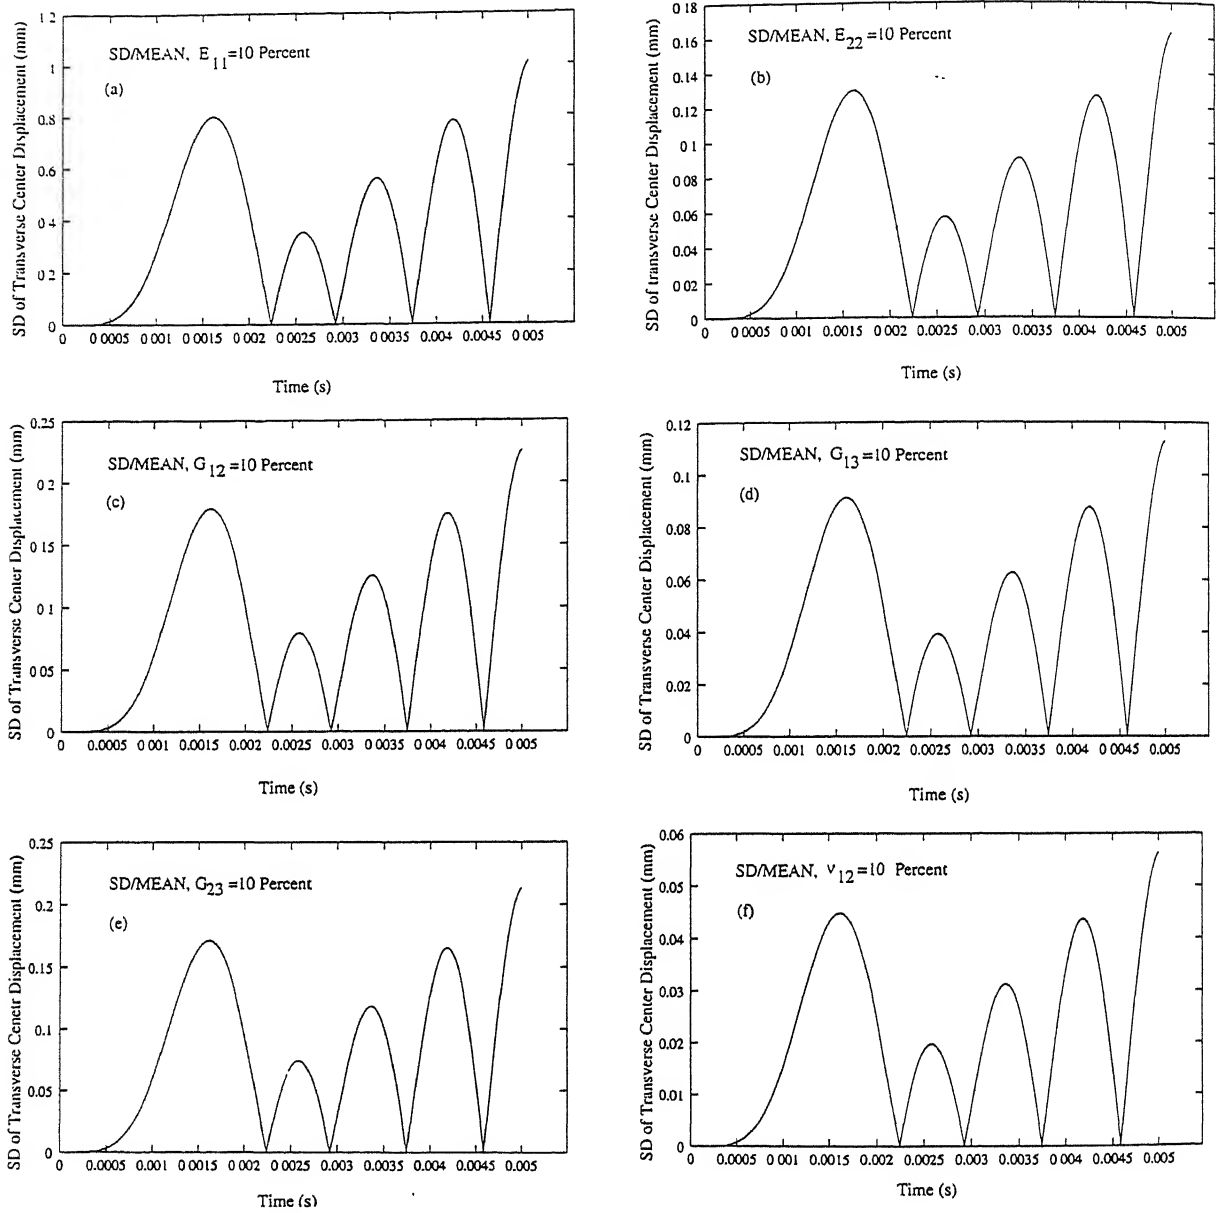 SD of Transverse Center Displacement (mm)
1 2
1
0.8
0.6
0 4
0 2
0
SD/MEAN, E 11 =10 Percent
(a)
0 0 0005 0 001 0 0015 0 002 0.0025 0.003 0.0035 0.004 0.0045 0.005
Time (s)
SD of transverse Center Displacement (mm)
0.18
0.16
0.14
0.12
0 1
0 08
0.06
0.04
0 02
0
SD/MEAN, E 22 =10 Percent
(b)
0 0 0005 0 001 0.0015 0 002 0.0025 0.003 0.0035 0.004 0.0045 0.005
Time (s)
SD of Transverse Center Displacement (mm)
0.25
0 2
0 15
0 1
0 05
0
SD/MEAN, G 12 =10 Percent
(c)
0 0.0005 0 001 0 0015 0.002 0.0025 0.003 0.0035 0.004 0.0045 0.005
Time (s)
SD of Transverse Center Displacement (mm)
0.12
0.1
0.08
0.06
0.04
0.02
0
SD/MEAN, G 13 =10 Percent
(d)
0 0.0005 0.001 0.0015 0.002 0.0025 0.003 0.0035 0.004 0.0045 0.005
Time (s)
SD of Transverse Cenetr Displacement (mm)
0.25
0.2
0.15
0.1
0.05
0
SD/MEAN, G 23 =10 Percent
(e)
0 0.0005 0.001 0 0015 0 002 0.0025 0.003 0.0035 0.004 0.0045 0.005
Time (s)
SD of Transverse Center Displacement (mm)
0.06
0.05
0.04
0.03
0.02
0.01
0
SD/MEAN, ν 12 =10 Percent
(f)
0 0.0005 0.001 0.0015 0.002 0.0025 0.003 0.0035 0.004 0.0045 0.005
Time (s)